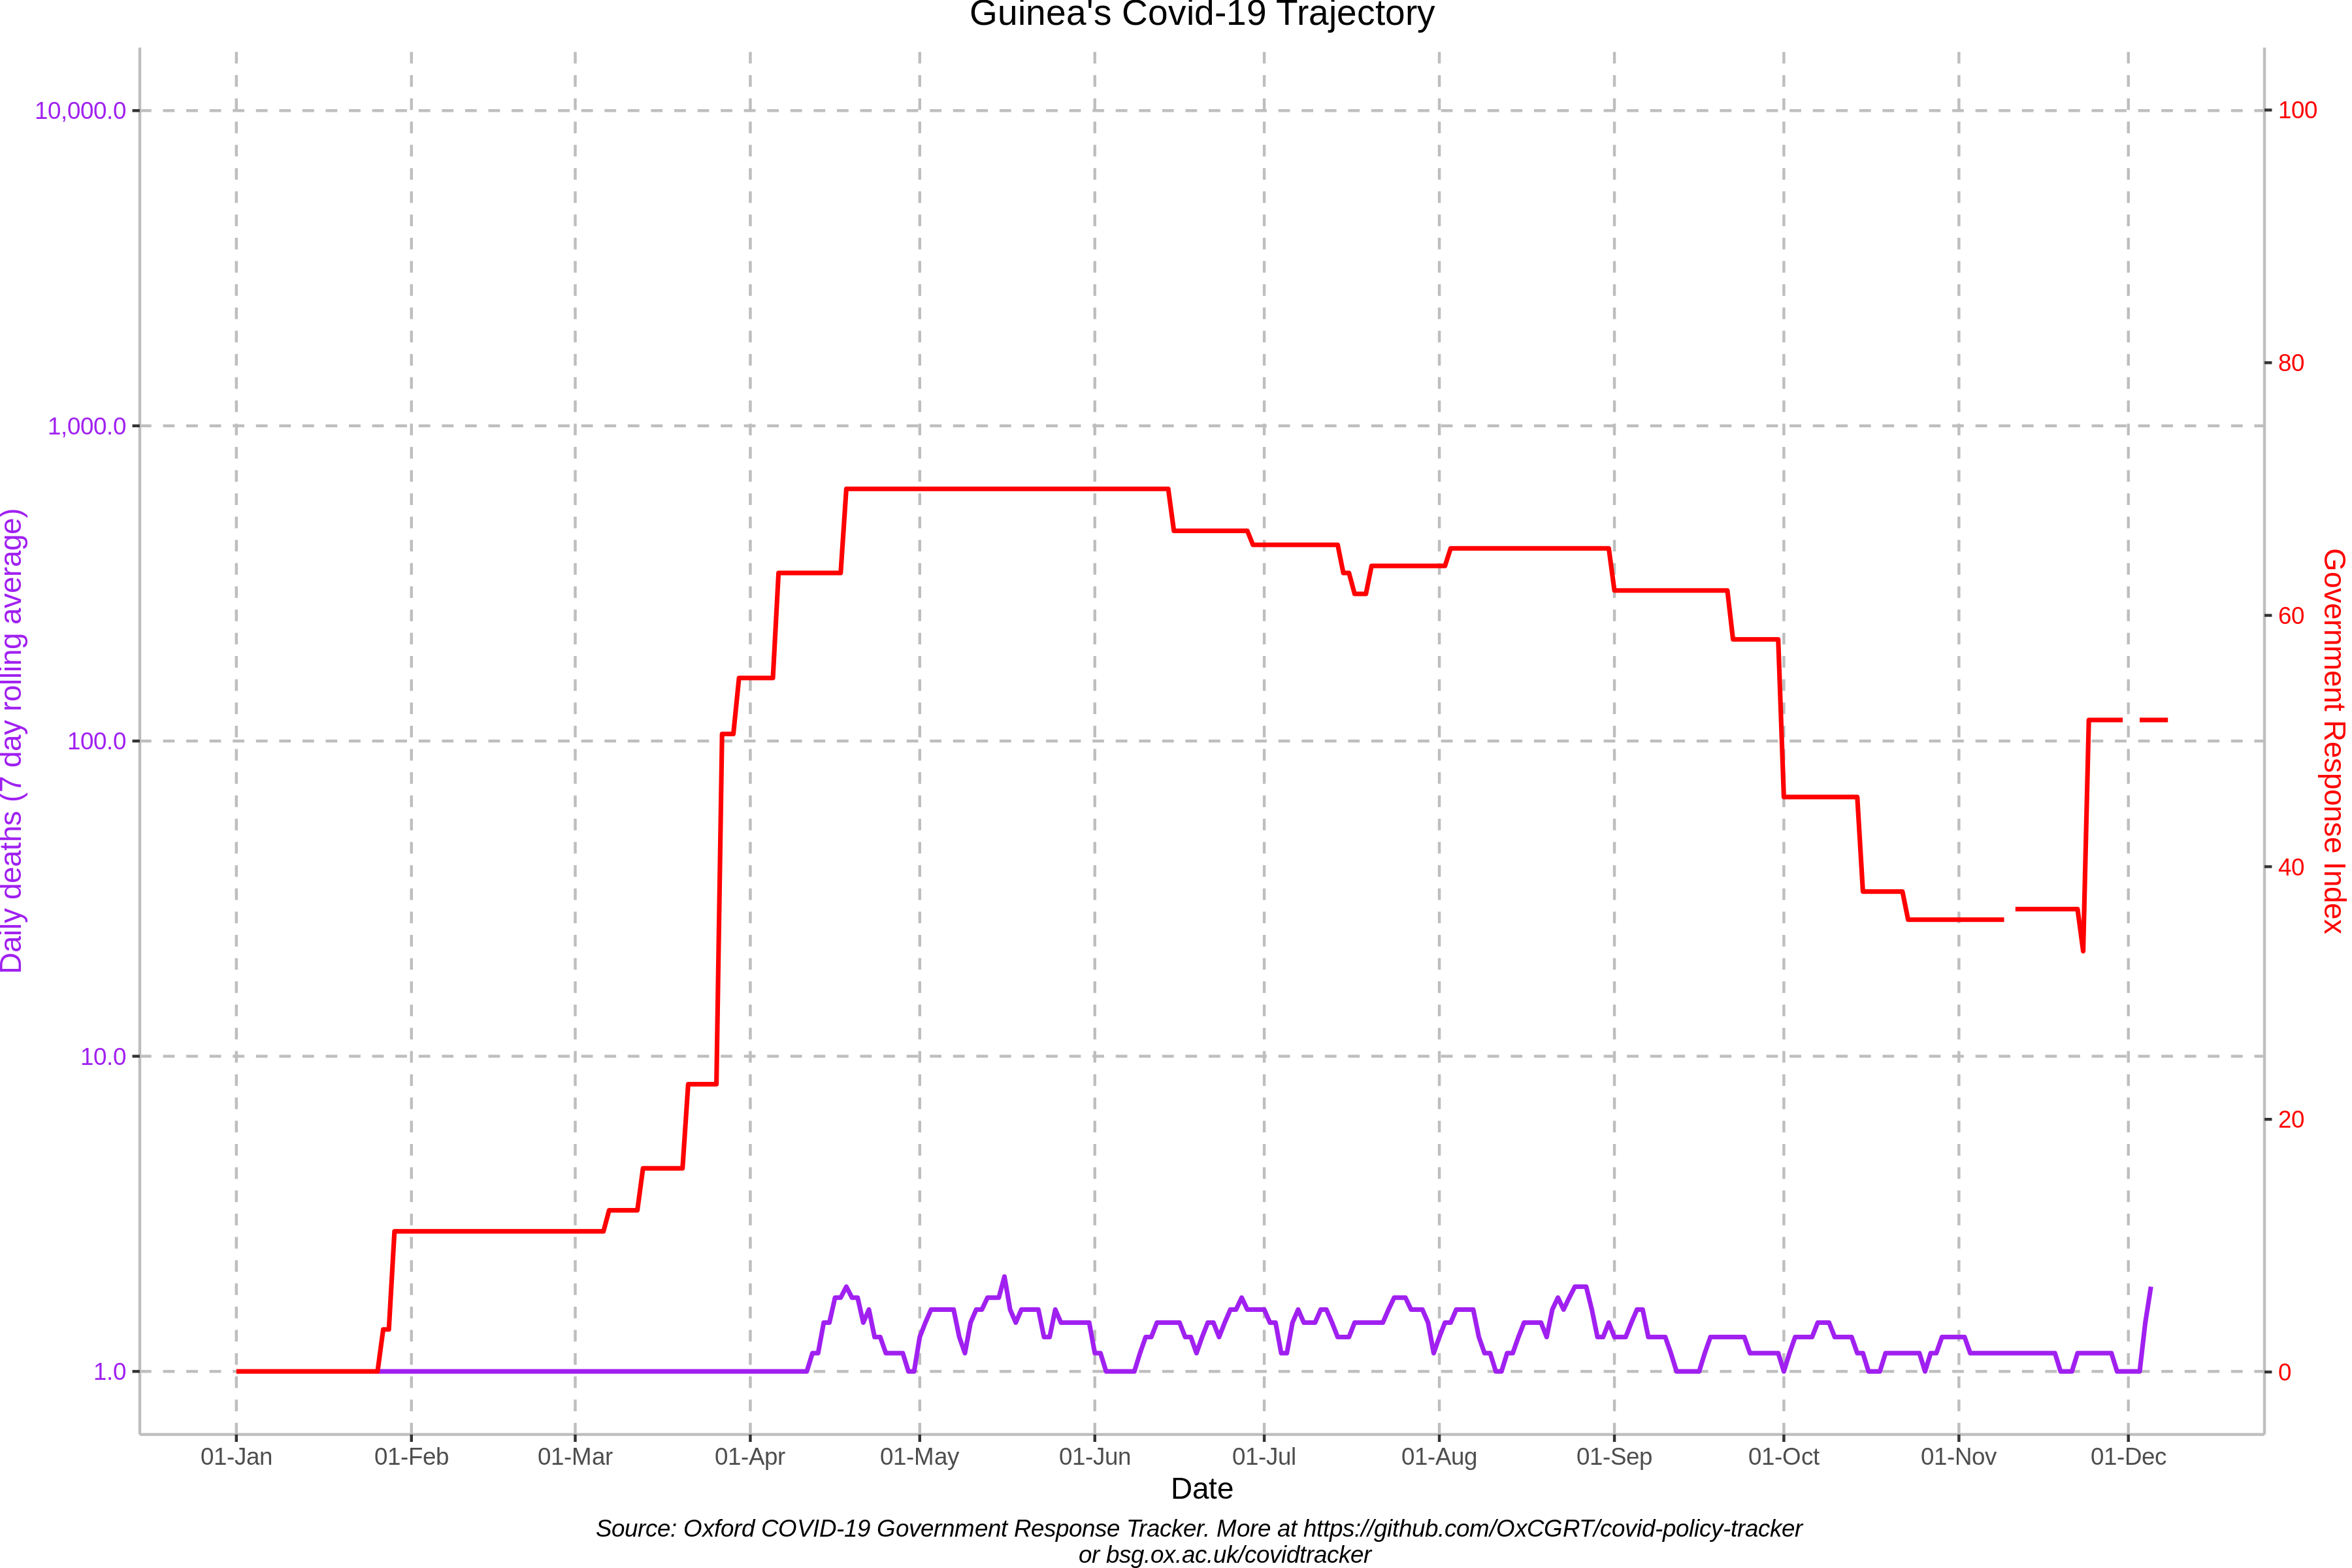 Guinea's Covid-19 Trajectory
10,000.0
1,000.0
100.0
10.0
1.0
Daily deaths (7 day rolling average)
100
80
60
40
20
0
Government Response Index
01-Jan 01-Feb 01-Mar 01-Apr 01-May 01-Jun 01-Jul 01-Aug 01-Sep 01-Oct 01-Nov 01-Dec
Date
Source: Oxford COVID-19 Government Response Tracker. More at https://github.com/OxCGRT/covid-policy-tracker
or bsg.ox.ac.uk/covidtracker